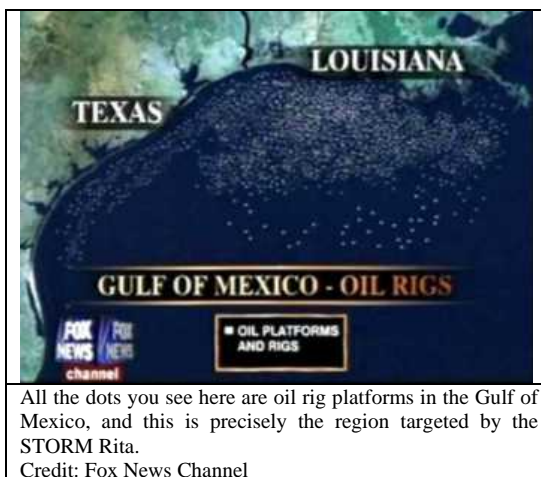 LOUISIANA
TEXAS
GULF OF MEXICO - OIL RIGS
FOX NEWS channel
FOX NEWS
OIL PLATFORMS
AND RIGS
All the dots you see here are oil rig platforms in the Gulf of
Mexico, and this is precisely the region targeted by the
STORM Rita.
Credit: Fox News Channel